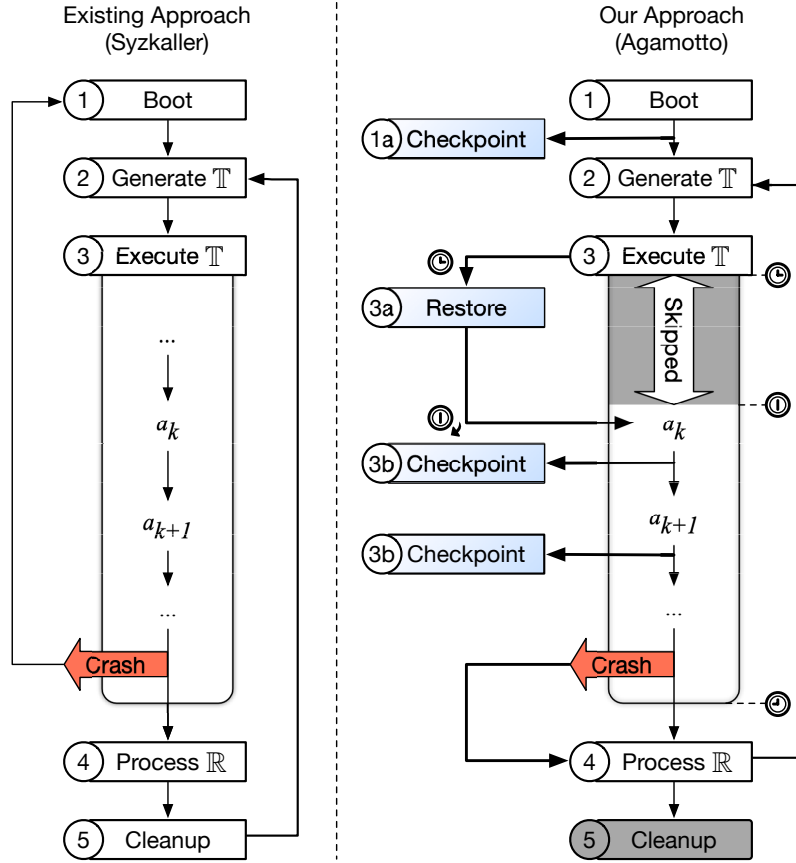 Existing Approach
(Syzkaller)
1 Boot
2 Generate 𝕋
3 Execute 𝕋
...
a_k
a_{k+1}
...
Crash
4 Process ℝ
5 Cleanup
Our Approach
(Agamotto)
1 Boot
1a Checkpoint
2 Generate 𝕋
3 Execute 𝕋
3a Restore
Skipped
a_k
3b Checkpoint
a_{k+1}
3b Checkpoint
...
Crash
4 Process ℝ
5 Cleanup